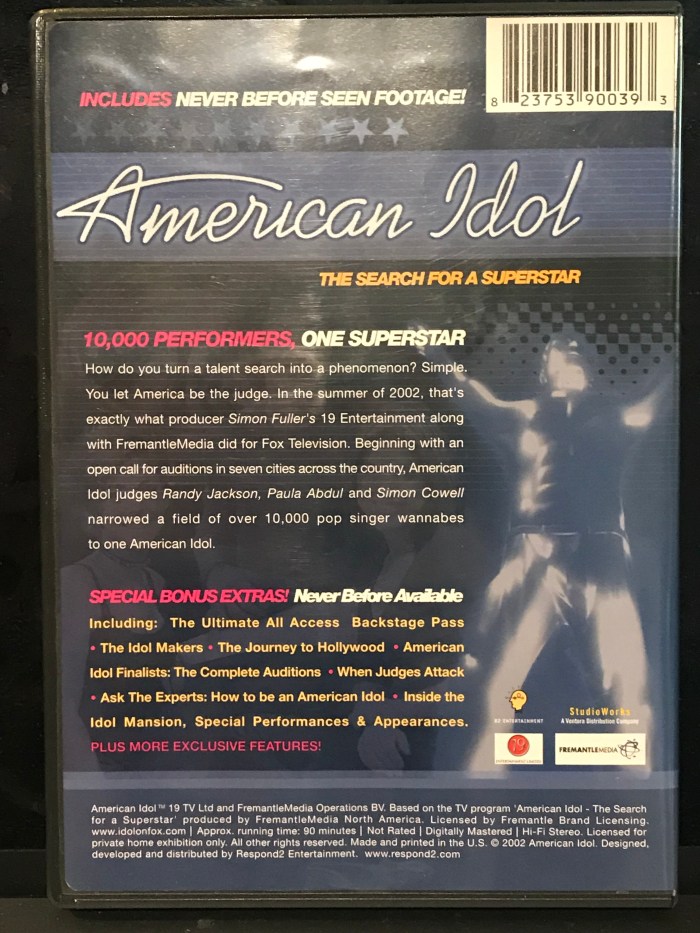 INCLUDES NEVER BEFORE SEEN FOOTAGE!
8 23753 90039 3
American Idol
THE SEARCH FOR A SUPERSTAR
10,000 PERFORMERS, ONE SUPERSTAR
How do you turn a talent search into a phenomenon? Simple.
You let America be the judge. In the summer of 2002, that's
exactly what producer Simon Fuller's 19 Entertainment along
with FremantleMedia did for Fox Television. Beginning with an
open call for auditions in seven cities across the country, American
Idol judges Randy Jackson, Paula Abdul and Simon Cowell
narrowed a field of over 10,000 pop singer wannabes
to one American Idol.
SPECIAL BONUS EXTRAS! Never Before Available
Including: The Ultimate All Access Backstage Pass
• The Idol Makers • The Journey to Hollywood • American
Idol Finalists: The Complete Auditions • When Judges Attack
• Ask The Experts: How to be an American Idol • Inside the
Idol Mansion, Special Performances & Appearances.
PLUS MORE EXCLUSIVE FEATURES!
ENTERTAINMENT
StudioWorks
A Ventura Distribution Company
19
ENTERTAINMENT LIMITED
FREMANTLEMEDIA
American Idol™ 19 TV Ltd and FremantleMedia Operations BV. Based on the TV program 'American Idol - The Search
for a Superstar' produced by FremantleMedia North America. Licensed by Fremantle Brand Licensing.
www.idolonfox.com | Approx. running time: 90 minutes | Not Rated | Digitally Mastered | Hi-Fi Stereo. Licensed for
private home exhibition only. All other rights reserved. Made and printed in the U.S. © 2002 American Idol. Designed,
developed and distributed by Respond2 Entertainment. www.respond2.com